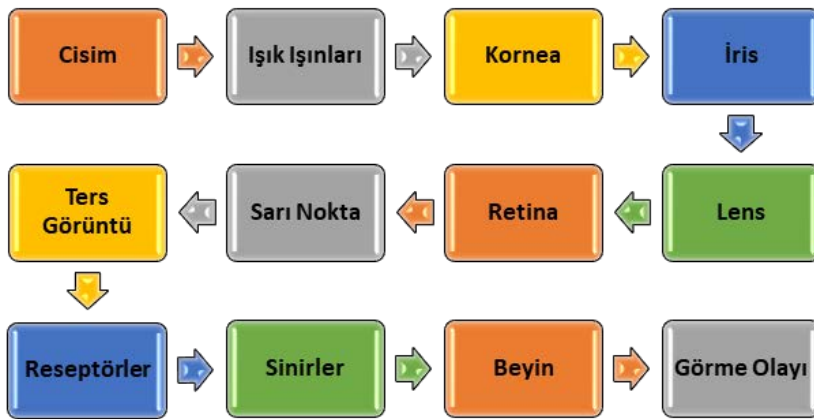 Cisim
Işık Işınları
Kornea
İris
Lens
Retina
Sarı Nokta
Ters
Görüntü
Reseptörler
Sinirler
Beyin
Görme Olayı